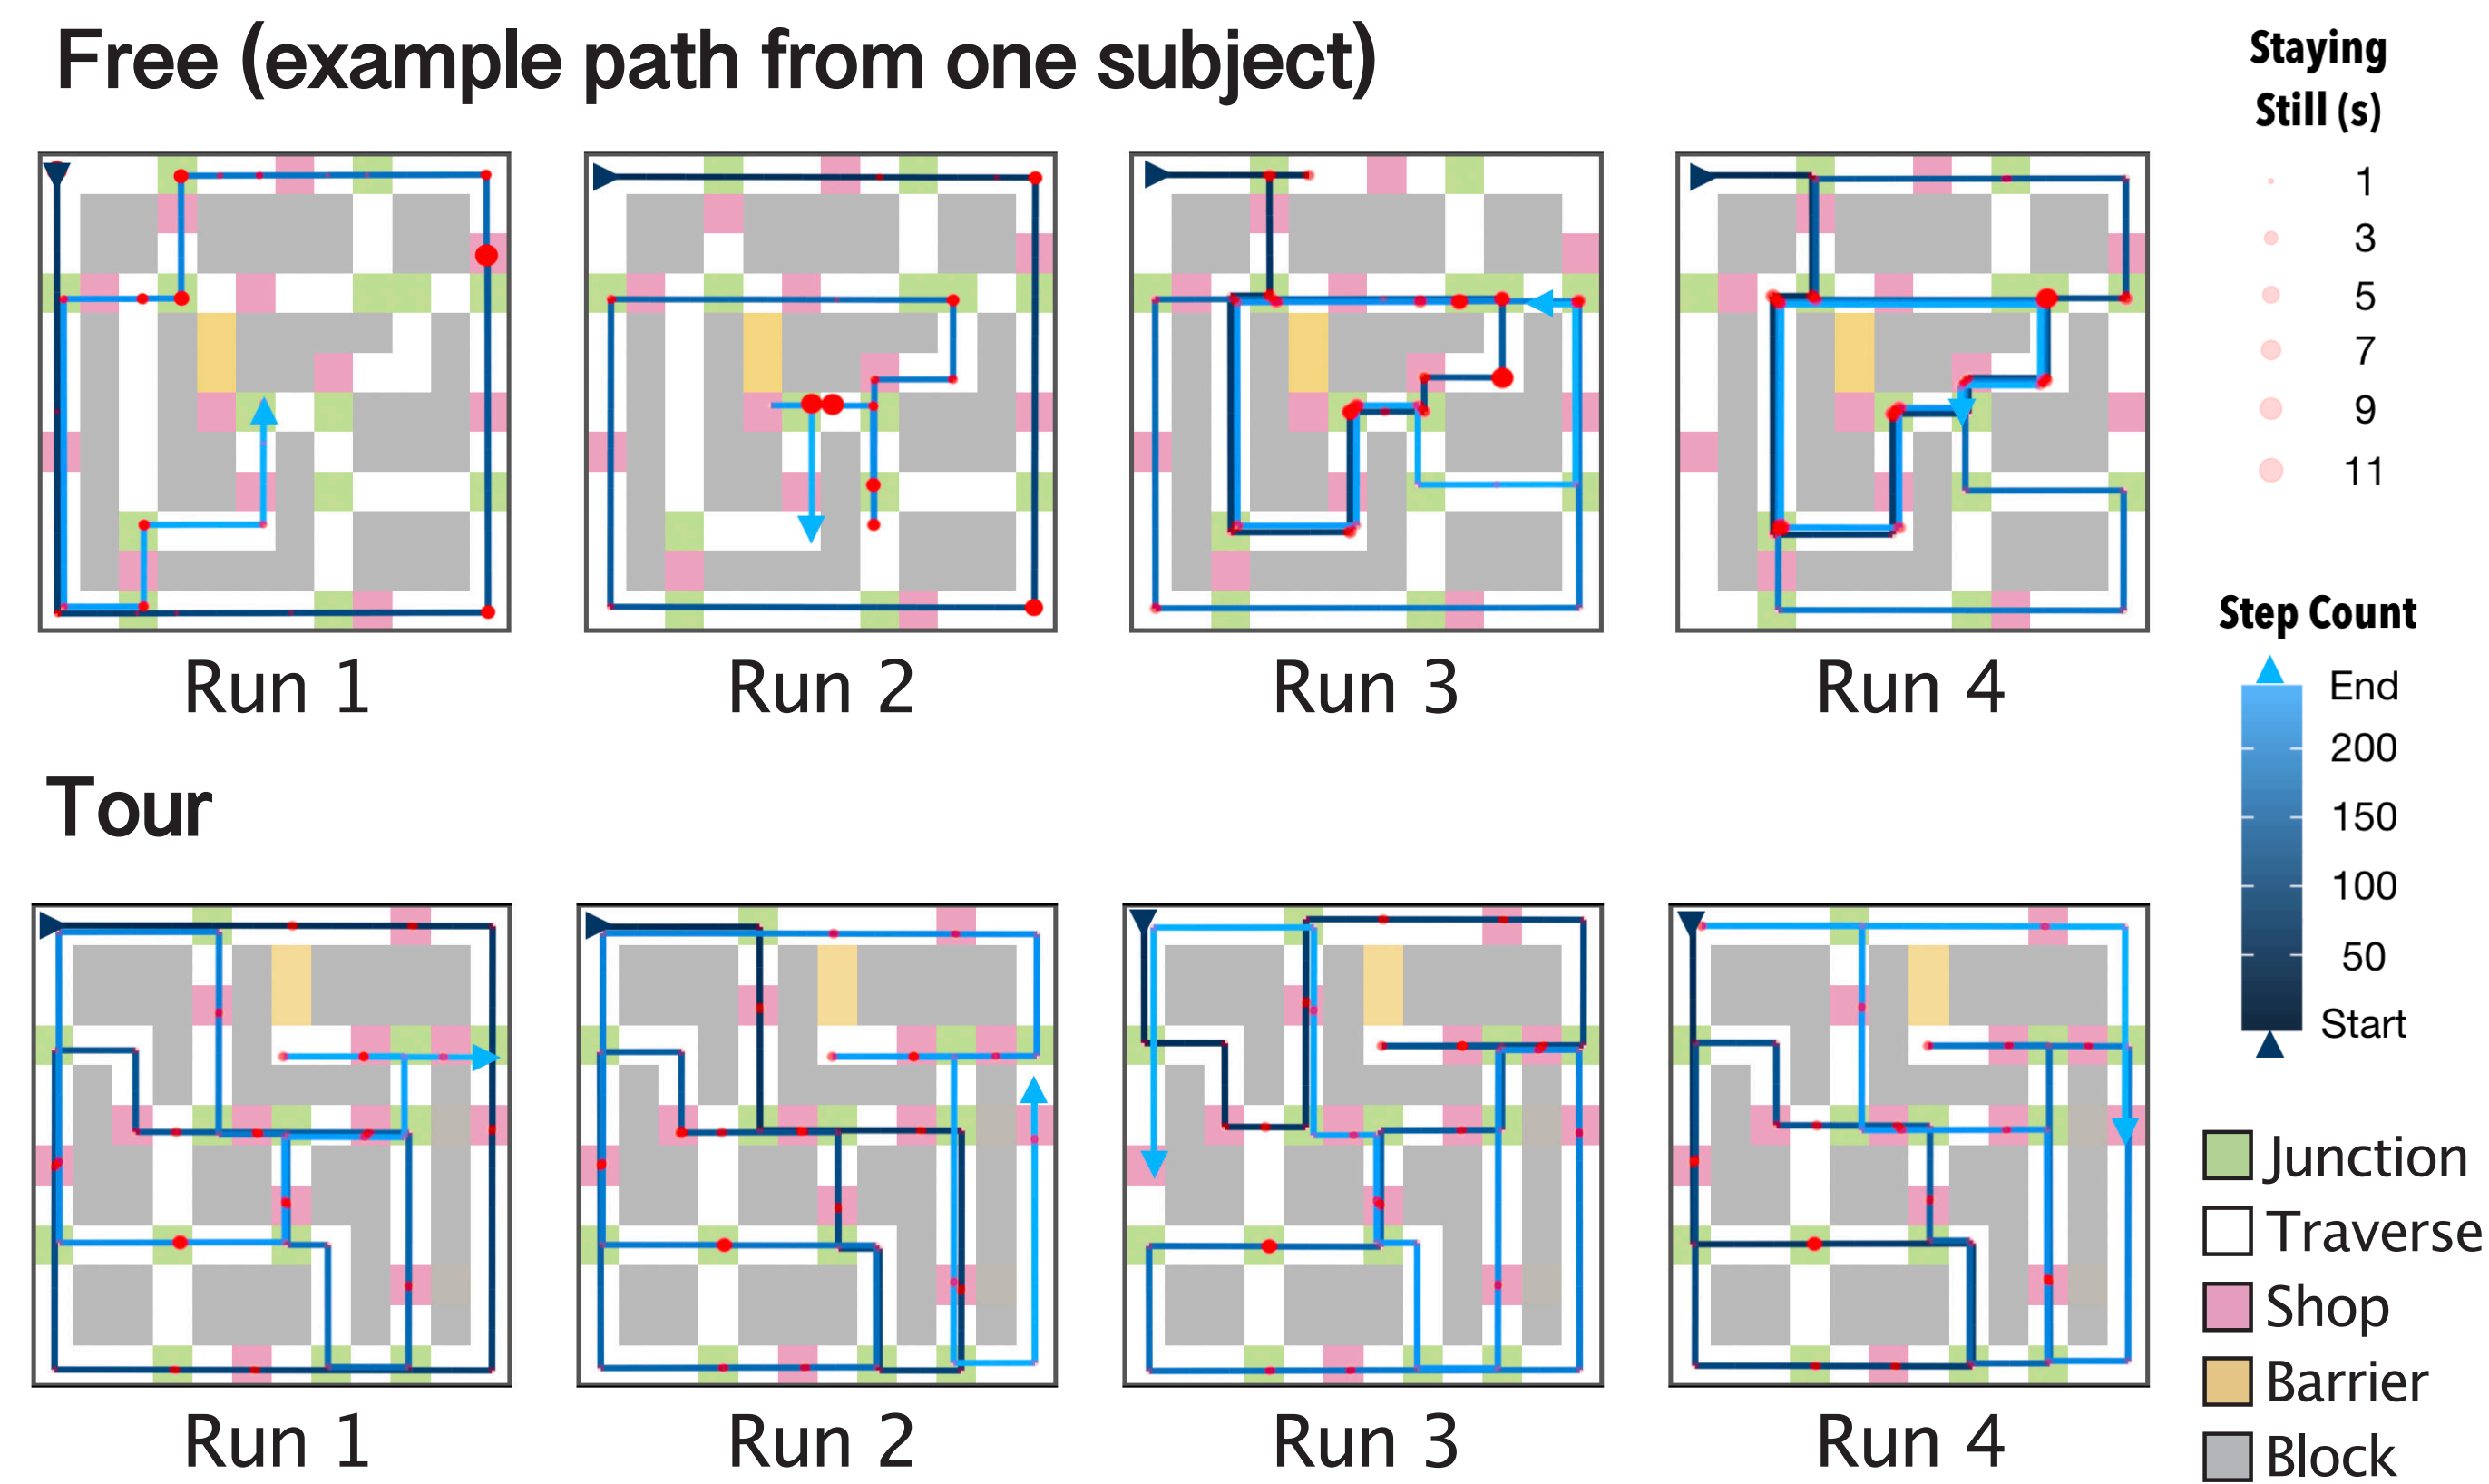 Free (example path from one subject)
Run 1
Run 2
Run 3
Run 4
Tour
Run 1
Run 2
Run 3
Run 4
Staying
Still (s)
1
3
5
7
9
11
Step Count
End
200
150
100
50
Start
Junction
Traverse
Shop
Barrier
Block